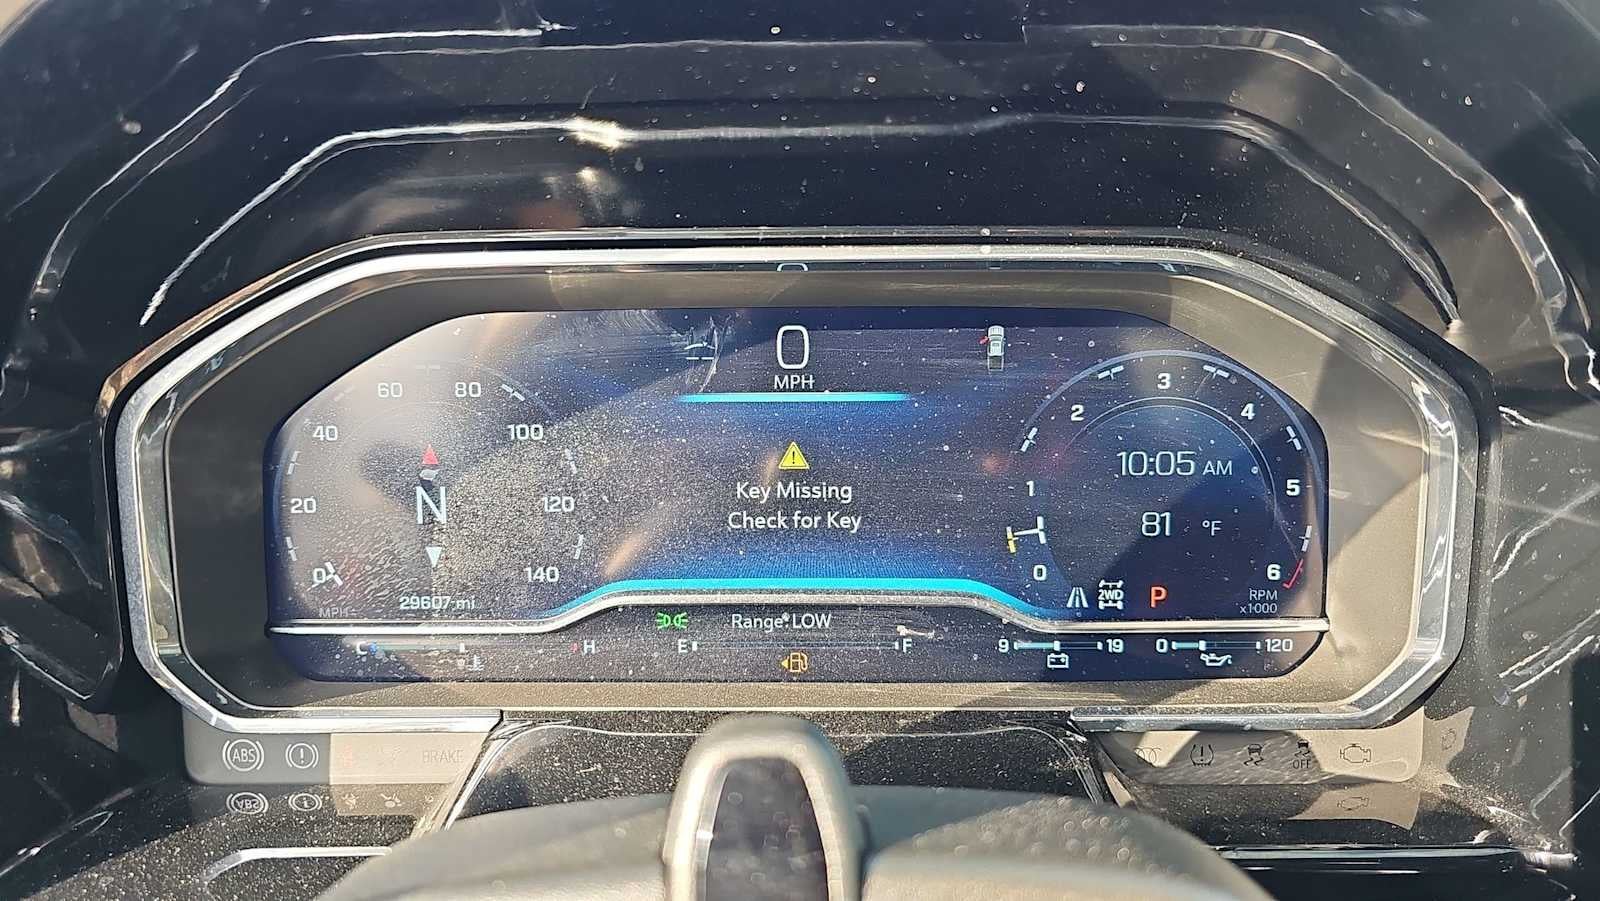 0
MPH
60 80
40 100
20 120
0 140
N
MPH
29607 mi
Key Missing
Check for Key
3
2 4
1 5
0 6
10:05 AM
81 °F
2WD
P
RPM
x1000
Range: LOW
C H
E F
9 19
0 120
ABS
BRAKE
OFF